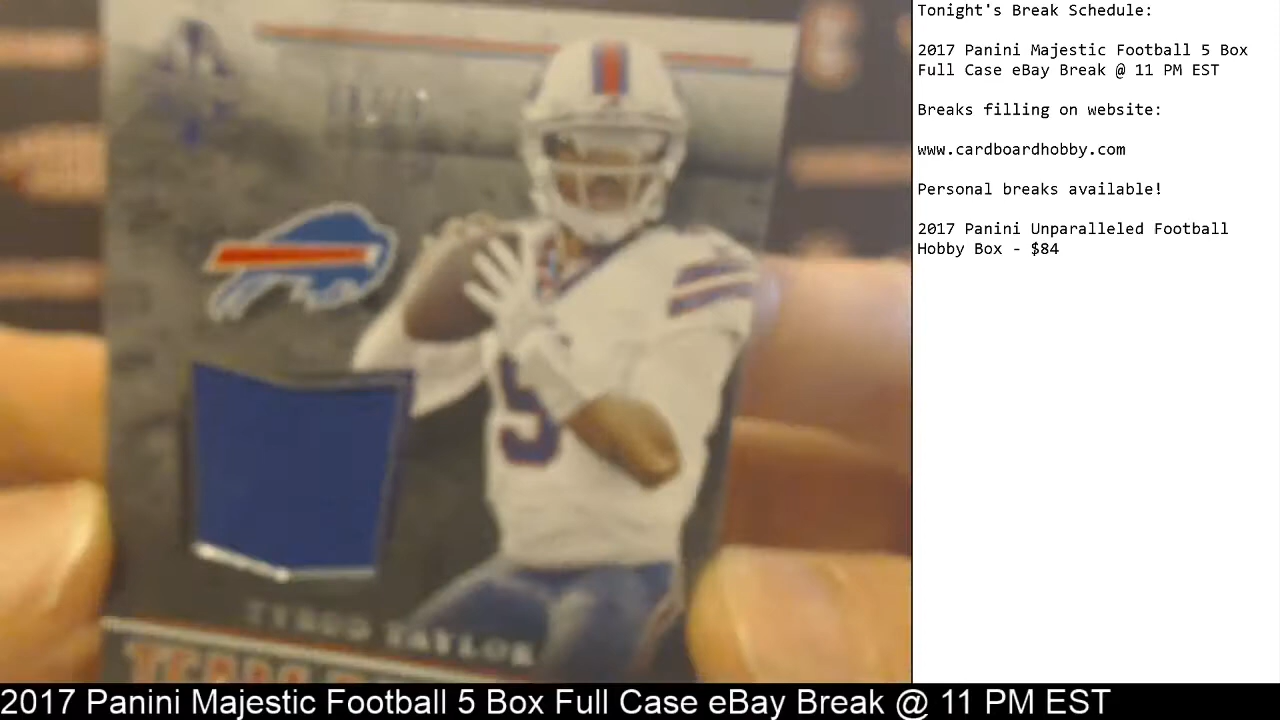 Tonight's Break Schedule:
2017 Panini Majestic Football 5 Box
Full Case eBay Break @ 11 PM EST
Breaks filling on website:
www.cardboardhobby.com
Personal breaks available!
2017 Panini Unparalleled Football
Hobby Box - $84
5
TYROD TAYLOR
TEAM
2017 Panini Majestic Football 5 Box Full Case eBay Break @ 11 PM EST